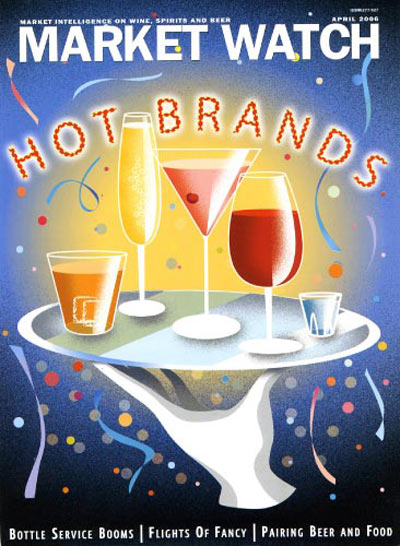 MARKET INTELLIGENCE ON WINE, SPIRITS AND BEER
APRIL 2006
MARKET WATCH
HOT BRANDS
BOTTLE SERVICE BOOMS | FLIGHTS OF FANCY | PAIRING BEER AND FOOD